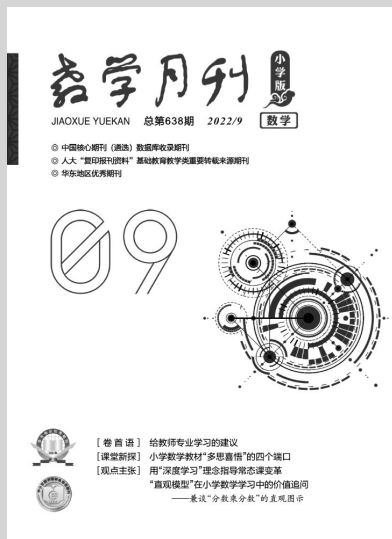 教学月刊
小学版
JIAOXUE YUEKAN 总第638期 2022/9 数学
◎ 中国核心期刊（遴选）数据库收录期刊
◎ 人大“复印报刊资料”基础教育教学类重要转载来源期刊
◎ 华东地区优秀期刊
09
[ 卷 首 语 ] 给教师专业学习的建议
[课堂新探] 小学数学教材“多思喜悟”的四个端口
[观点主张] 用“深度学习”理念指导常态课变革
“直观模型”在小学数学学习中的价值追问
——兼谈“分数乘分数”的直观图示